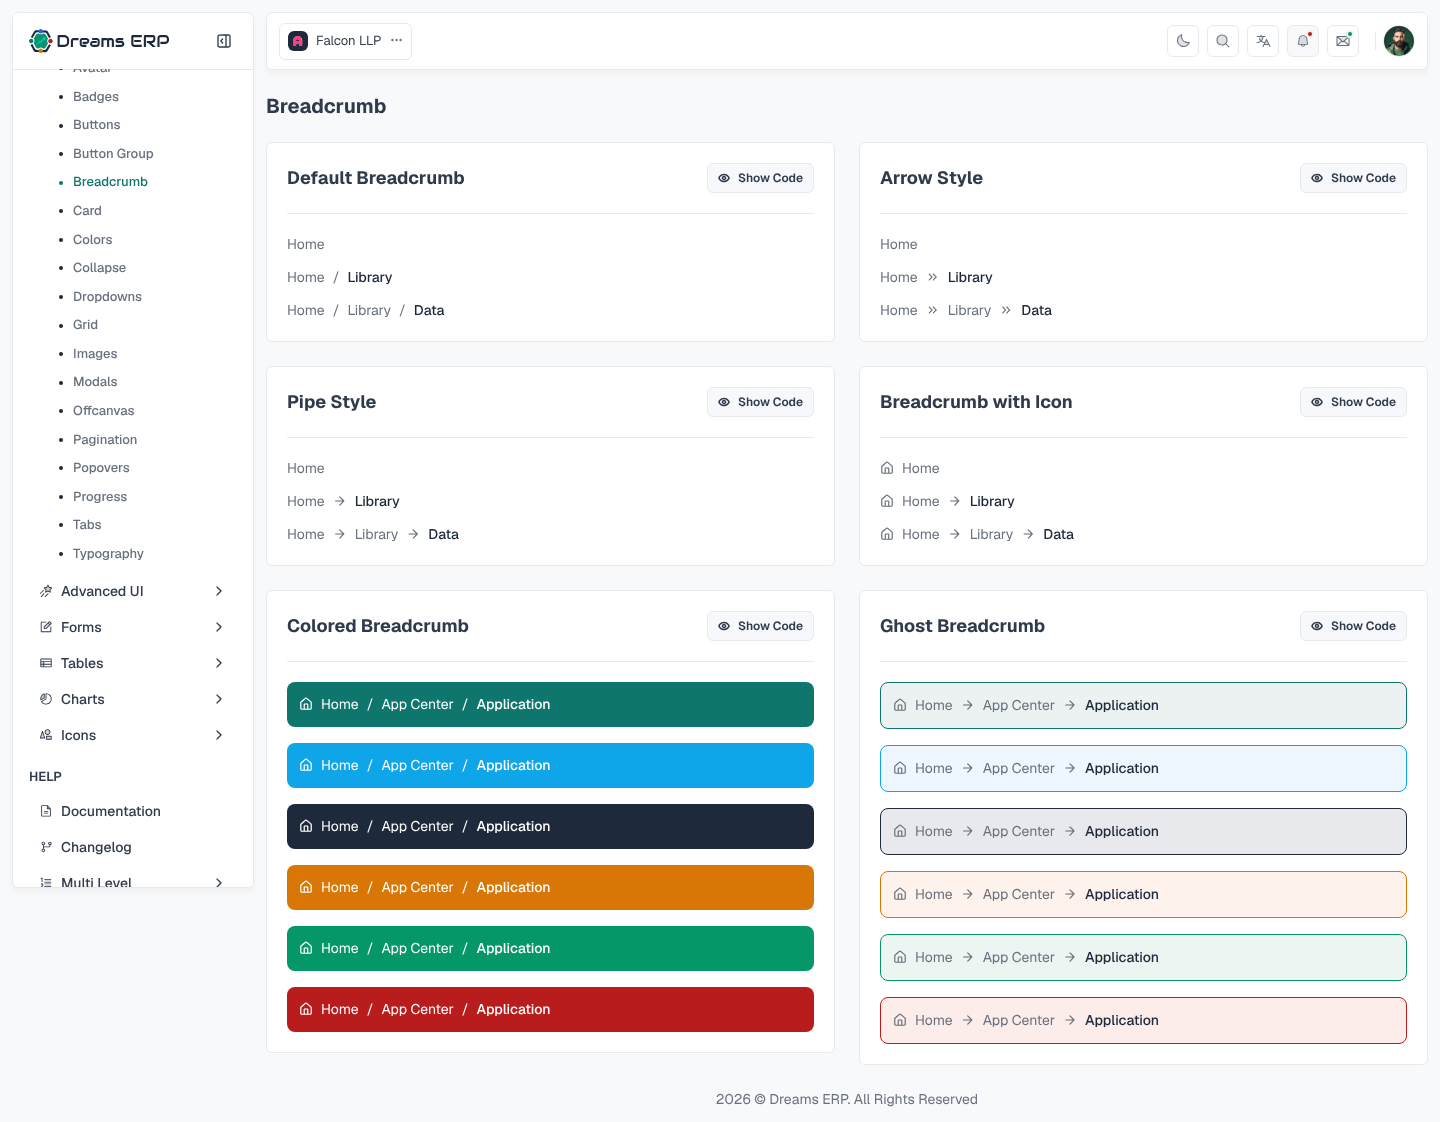 Dreams ERP
Avatar
Badges
Buttons
Button Group
Breadcrumb
Card
Colors
Collapse
Dropdowns
Grid
Images
Modals
Offcanvas
Pagination
Popovers
Progress
Tabs
Typography
Advanced UI
Forms
Tables
Charts
Icons
HELP
Documentation
Changelog
Multi Level
Falcon LLP ···
Breadcrumb
Default Breadcrumb
Show Code
Home
Home / Library
Home / Library / Data
Arrow Style
Show Code
Home
Home » Library
Home » Library » Data
Pipe Style
Show Code
Home
Home → Library
Home → Library → Data
Breadcrumb with Icon
Show Code
Home
Home → Library
Home → Library → Data
Colored Breadcrumb
Show Code
Home / App Center / Application
Home / App Center / Application
Home / App Center / Application
Home / App Center / Application
Home / App Center / Application
Home / App Center / Application
Ghost Breadcrumb
Show Code
Home → App Center → Application
Home → App Center → Application
Home → App Center → Application
Home → App Center → Application
Home → App Center → Application
Home → App Center → Application
2026 © Dreams ERP. All Rights Reserved